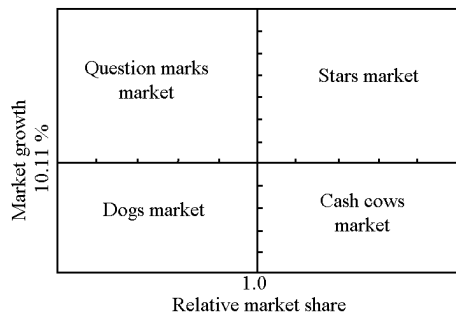 Question marks
market
Stars market
Market growth
10.11 %
Dogs market
Cash cows
market
1.0
Relative market share